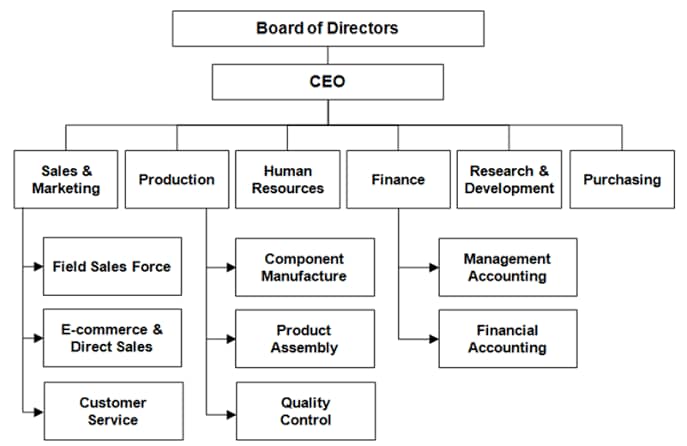 Board of Directors
CEO
Sales &
Marketing
Production
Human
Resources
Finance
Research &
Development
Purchasing
Field Sales Force
Component
Manufacture
Management
Accounting
E-commerce &
Direct Sales
Product
Assembly
Financial
Accounting
Customer
Service
Quality
Control